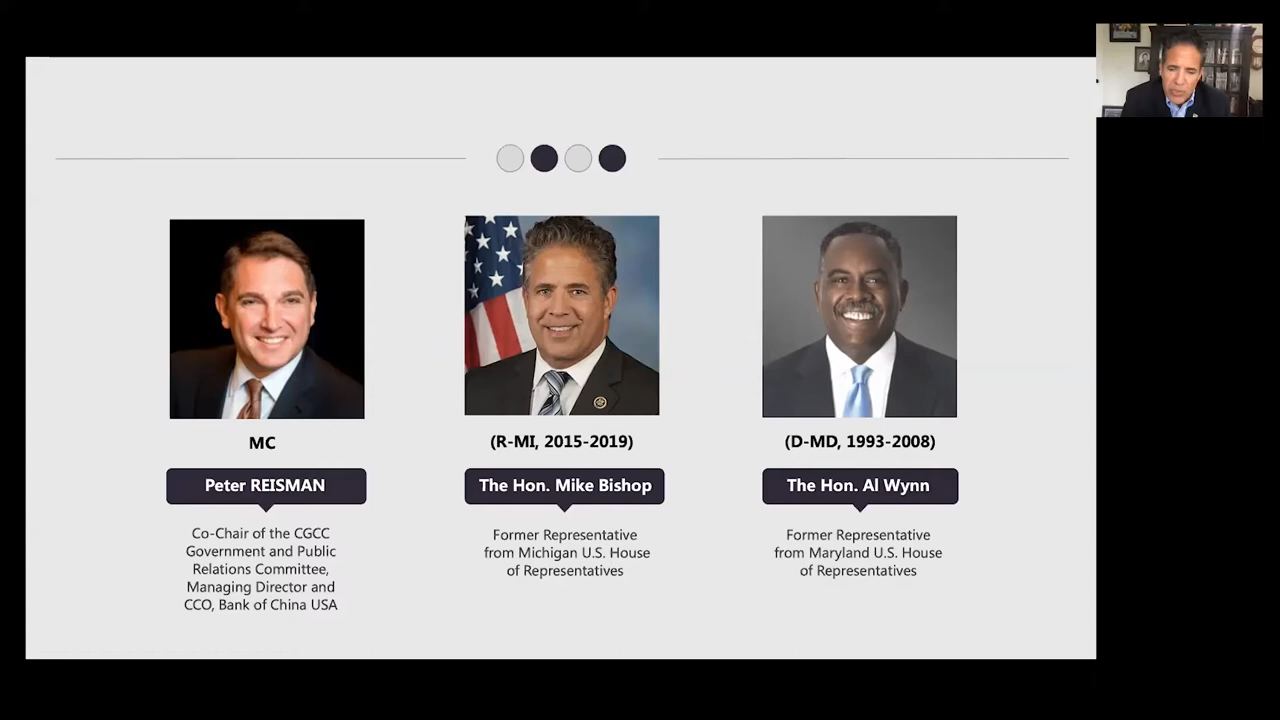 MC
Peter REISMAN
Co-Chair of the CGCC
Government and Public
Relations Committee,
Managing Director and
CCO, Bank of China USA
(R-MI, 2015-2019)
The Hon. Mike Bishop
Former Representative
from Michigan U.S. House
of Representatives
(D-MD, 1993-2008)
The Hon. Al Wynn
Former Representative
from Maryland U.S. House
of Representatives